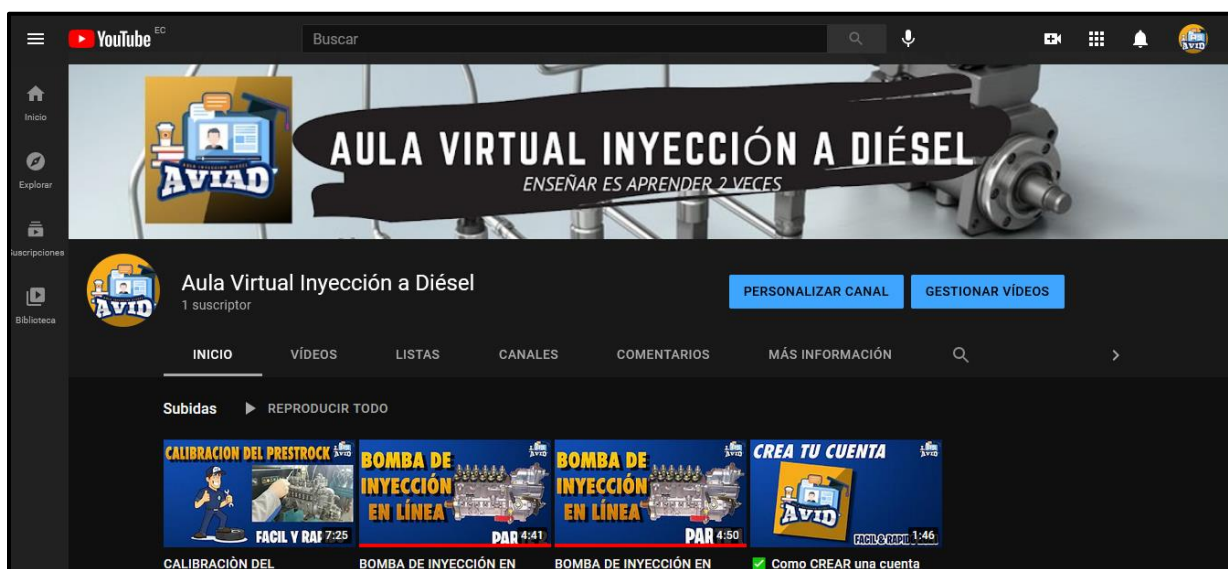 YouTube EC
Buscar
Inicio
Explorar
Suscripciones
Biblioteca
AVIAD
AULA VIRTUAL INYECCIÓN A DIÉSEL
ENSEÑAR ES APRENDER 2 VECES
AVID
Aula Virtual Inyección a Diésel
1 suscriptor
PERSONALIZAR CANAL
GESTIONAR VÍDEOS
INICIO VÍDEOS LISTAS CANALES COMENTARIOS MÁS INFORMACIÓN
Subidas REPRODUCIR TODO
CALIBRACION DEL PRESTROCK
FACIL Y RAP
7:25
BOMBA DE
INYECCIÓN
EN LÍNEA
PAR
4:41
BOMBA DE
INYECCIÓN
EN LÍNEA
PAR
4:50
CREA TU CUENTA
AVID
FACIL & RAPID
1:46
CALIBRACIÒN DEL
BOMBA DE INYECCIÓN EN
BOMBA DE INYECCIÓN EN
Como CREAR una cuenta